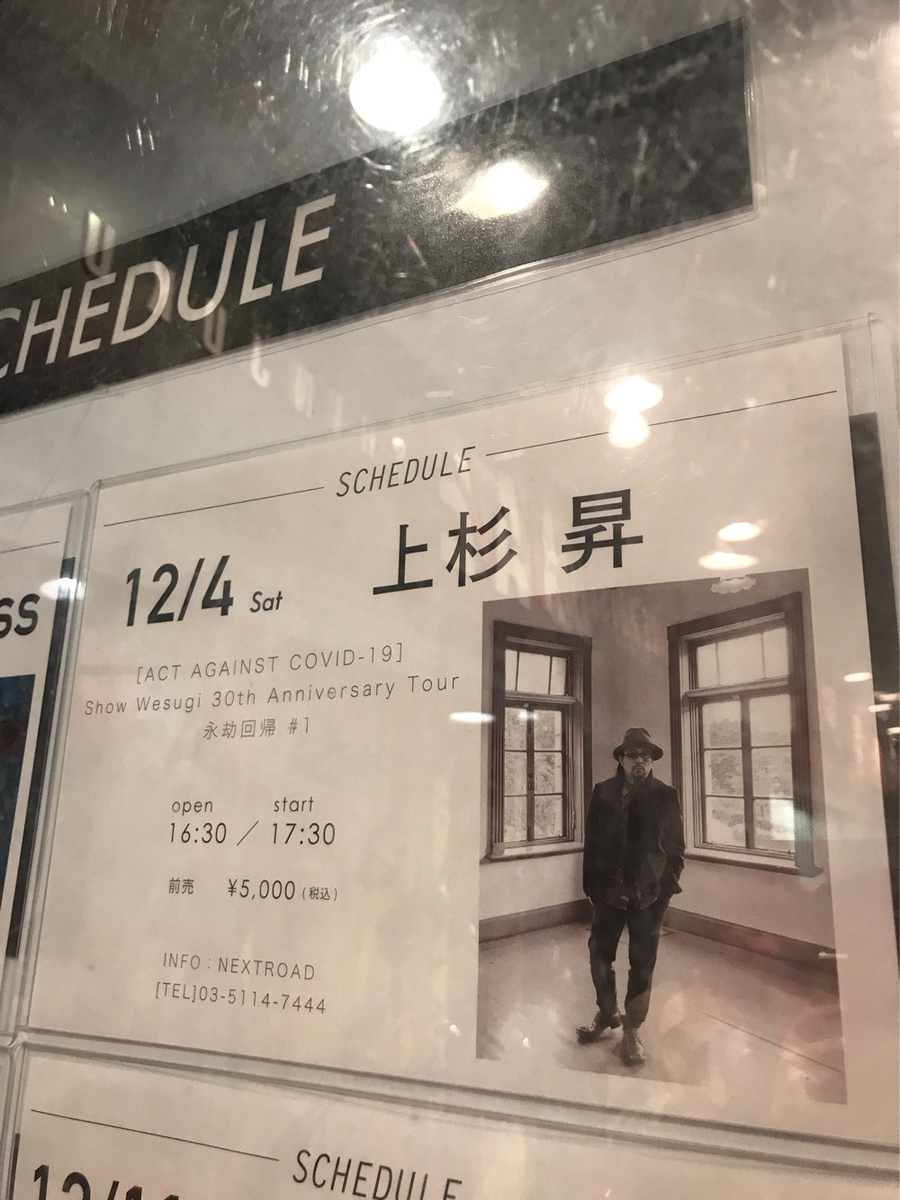 CHEDULE
SCHEDULE
上杉 昇
12/4 Sat
[ACT AGAINST COVID-19]
Show Wesugi 30th Anniversary Tour
永劫回帰 #1
open start
16:30 / 17:30
前売 ¥5,000 (税込)
INFO : NEXTROAD
[TEL]03-5114-7444
ss
SCHEDULE